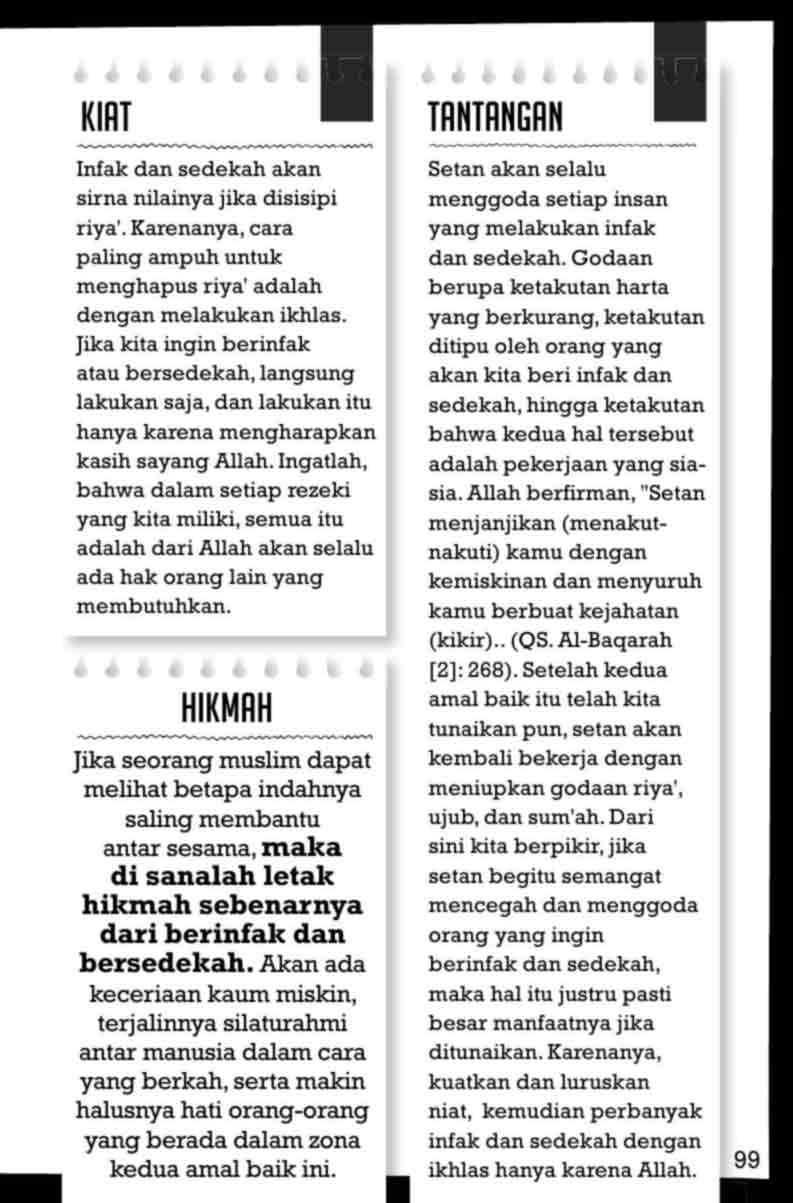 KIAT
Infak dan sedekah akan
sirna nilainya jika disisipi
riya'. Karenanya, cara
paling ampuh untuk
menghapus riya' adalah
dengan melakukan ikhlas.
Jika kita ingin berinfak
atau bersedekah, langsung
lakukan saja, dan lakukan itu
hanya karena mengharapkan
kasih sayang Allah. Ingatlah,
bahwa dalam setiap rezeki
yang kita miliki, semua itu
adalah dari Allah akan selalu
ada hak orang lain yang
membutuhkan.
HIKMAH
Jika seorang muslim dapat
melihat betapa indahnya
saling membantu
antar sesama, maka
di sanalah letak
hikmah sebenarnya
dari berinfak dan
bersedekah. Akan ada
keceriaan kaum miskin,
terjalinnya silaturahmi
antar manusia dalam cara
yang berkah, serta makin
halusnya hati orang-orang
yang berada dalam zona
kedua amal baik ini.
TANTANGAN
Setan akan selalu
menggoda setiap insan
yang melakukan infak
dan sedekah. Godaan
berupa ketakutan harta
yang berkurang, ketakutan
ditipu oleh orang yang
akan kita beri infak dan
sedekah, hingga ketakutan
bahwa kedua hal tersebut
adalah pekerjaan yang sia-
sia. Allah berfirman, "Setan
menjanjikan (menakut-
nakuti) kamu dengan
kemiskinan dan menyuruh
kamu berbuat kejahatan
(kikir).. (QS. Al-Baqarah
[2]: 268). Setelah kedua
amal baik itu telah kita
tunaikan pun, setan akan
kembali bekerja dengan
meniupkan godaan riya',
ujub, dan sum'ah. Dari
sini kita berpikir, jika
setan begitu semangat
mencegah dan menggoda
orang yang ingin
berinfak dan sedekah,
maka hal itu justru pasti
besar manfaatnya jika
ditunaikan. Karenanya,
kuatkan dan luruskan
niat, kemudian perbanyak
infak dan sedekah dengan
ikhlas hanya karena Allah.
99